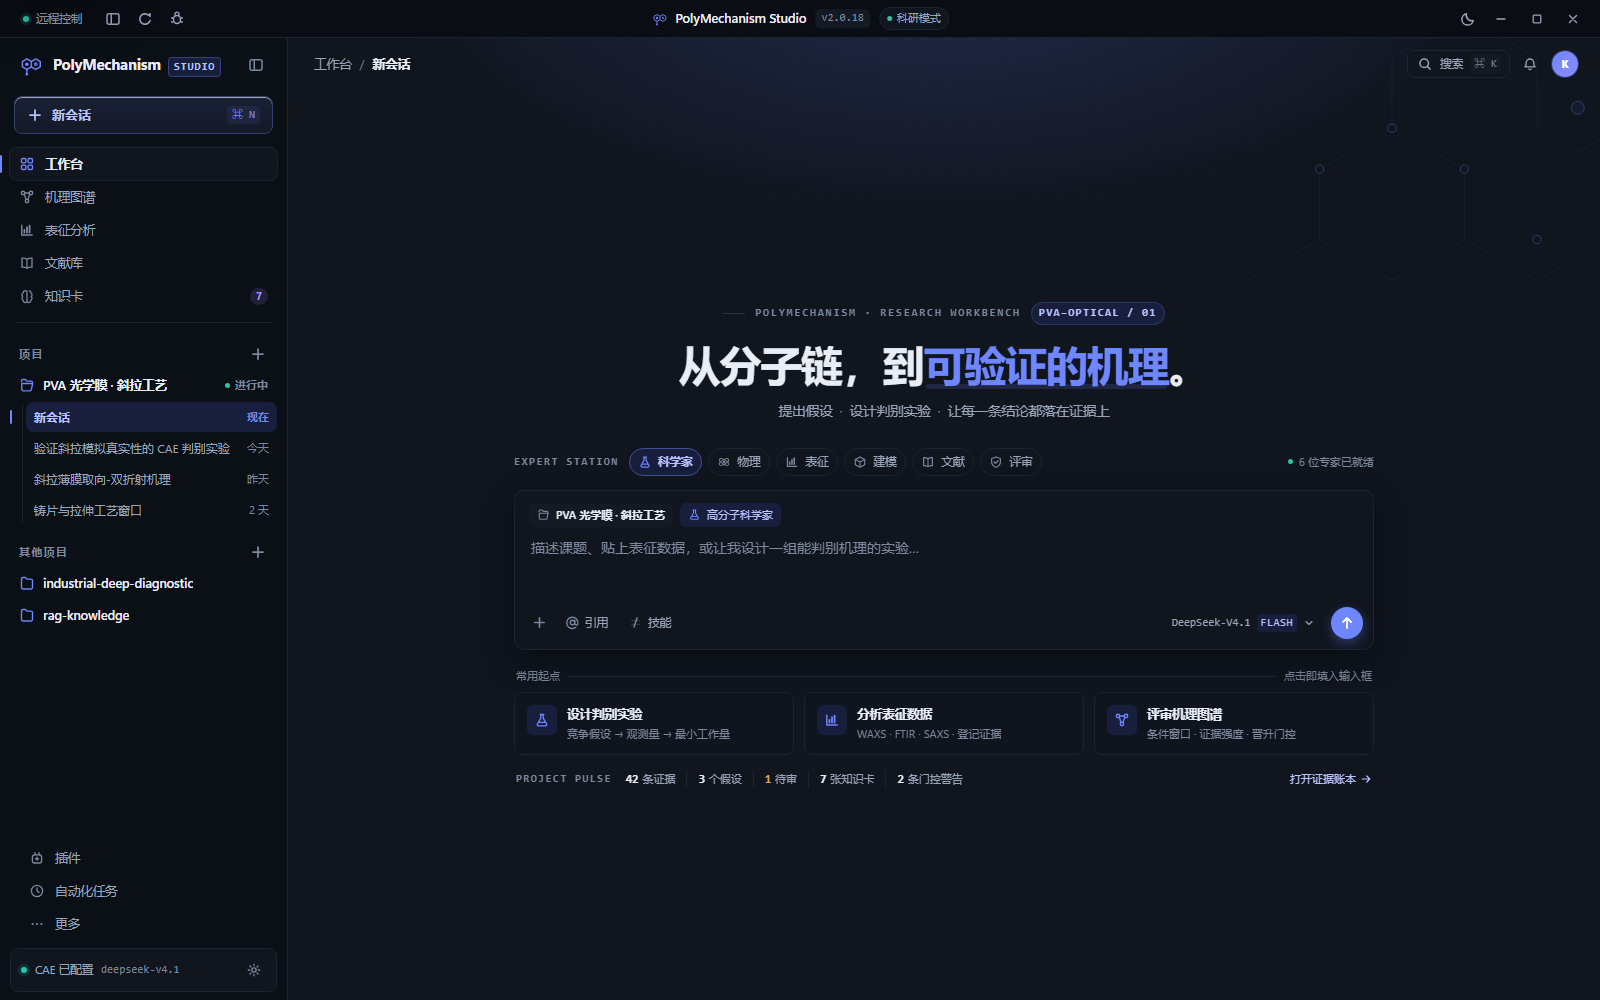 远程控制
PolyMechanism Studio v2.0.18 科研模式
PolyMechanism STUDIO
工作台 / 新会话
搜索 ⌘ K
K
新会话 ⌘ N
工作台
机理图谱
表征分析
文献库
知识卡 7
项目
PVA 光学膜 · 斜拉工艺 进行中
新会话 现在
验证斜拉模拟真实性的 CAE 判别实验 今天
斜拉薄膜取向-双折射机理 昨天
铸片与拉伸工艺窗口 2 天
其他项目
industrial-deep-diagnostic
rag-knowledge
插件
自动化任务
更多
CAE 已配置 deepseek-v4.1
POLYMECHANISM · RESEARCH WORKBENCH PVA-OPTICAL / 01
从分子链，到可验证的机理。
提出假设 · 设计判别实验 · 让每一条结论都落在证据上
EXPERT STATION 科学家 物理 表征 建模 文献 评审 6 位专家已就绪
PVA 光学膜 · 斜拉工艺 高分子科学家
描述课题、贴上表征数据，或让我设计一组能判别机理的实验...
引用 技能 DeepSeek-V4.1 FLASH
常用起点 点击即填入输入框
设计判别实验
竞争假设 → 观测量 → 最小工作量
分析表征数据
WAXS · FTIR · SAXS · 登记证据
评审机理图谱
条件窗口 · 证据强度 · 晋升门控
PROJECT PULSE 42 条证据 3 个假设 1 待审 7 张知识卡 2 条门控警告 打开证据账本 →